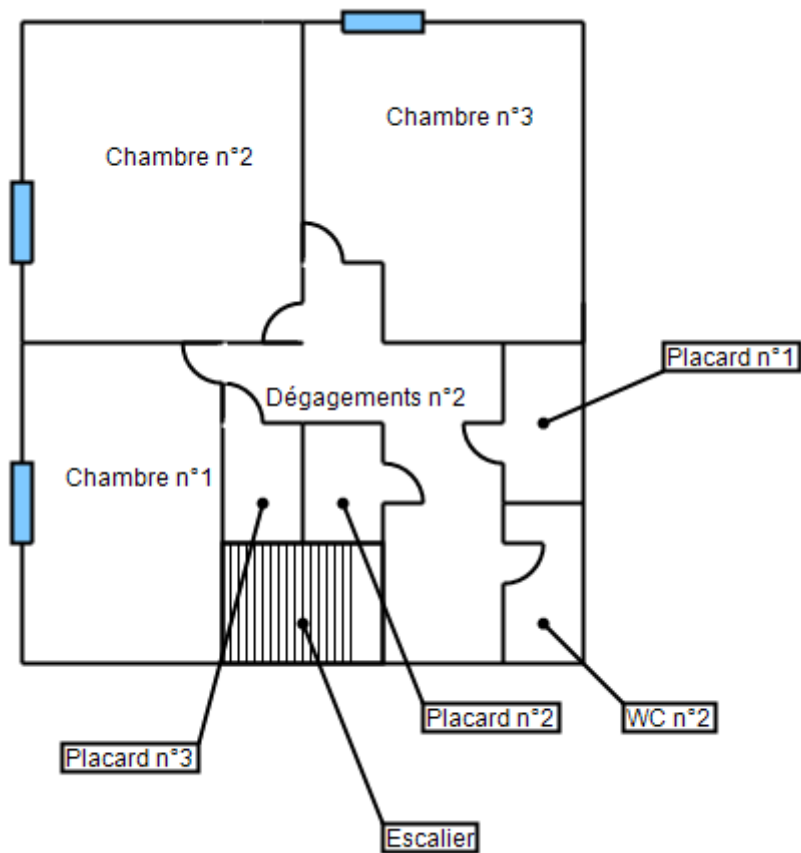 Chambre n°3
Chambre n°2
Placard n°1
Dégagements n°2
Chambre n°1
Placard n°2
WC n°2
Placard n°3
Escalier